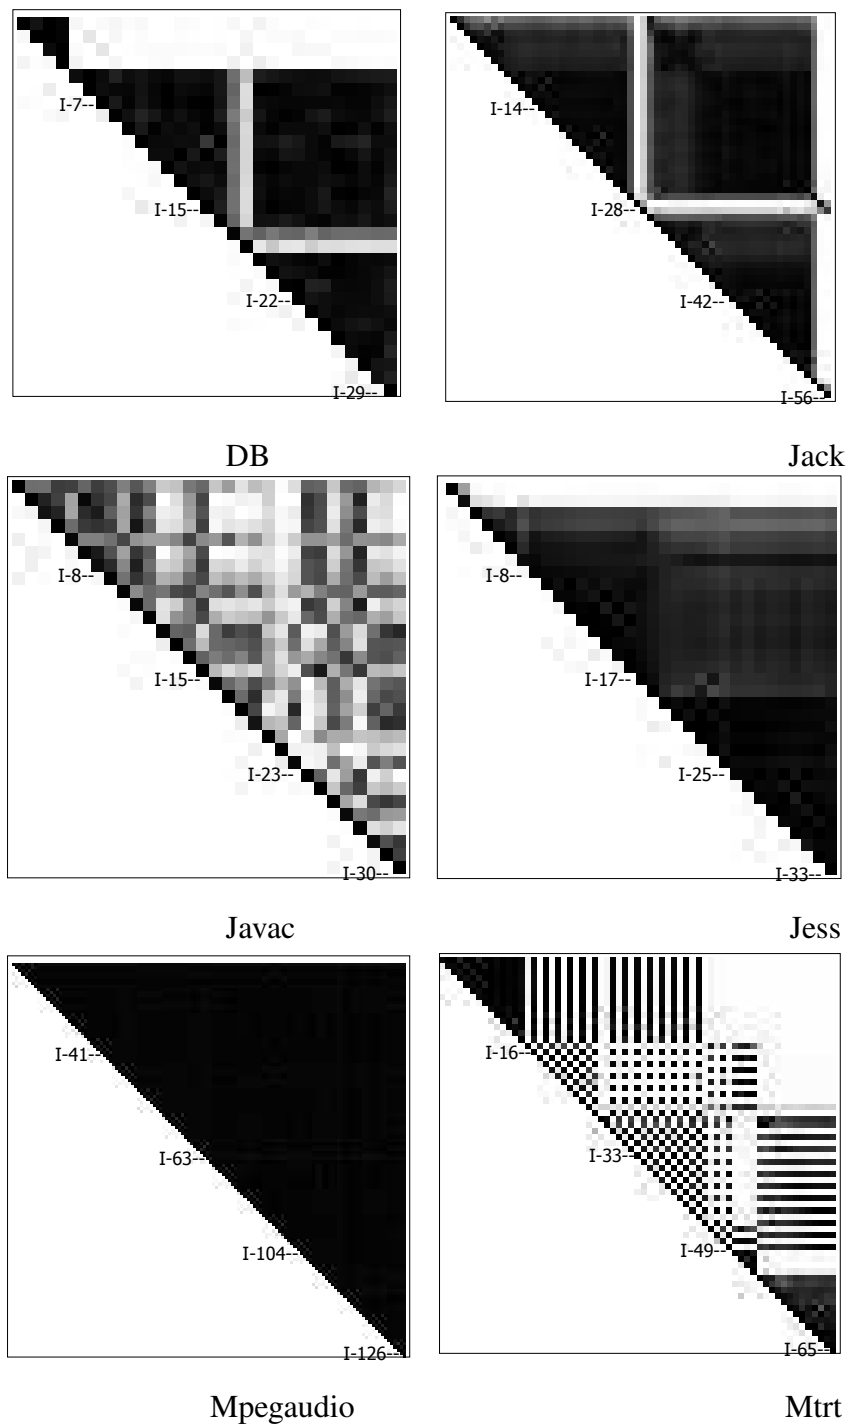 I-7--
I-15--
I-22--
I-29--
DB
I-14--
I-28--
I-42--
I-56--
Jack
I-8--
I-15--
I-23--
I-30--
Javac
I-8--
I-17--
I-25--
I-33--
Jess
I-41--
I-63--
I-104--
I-126--
Mpegaudio
I-16--
I-33--
I-49--
I-65--
Mtrt